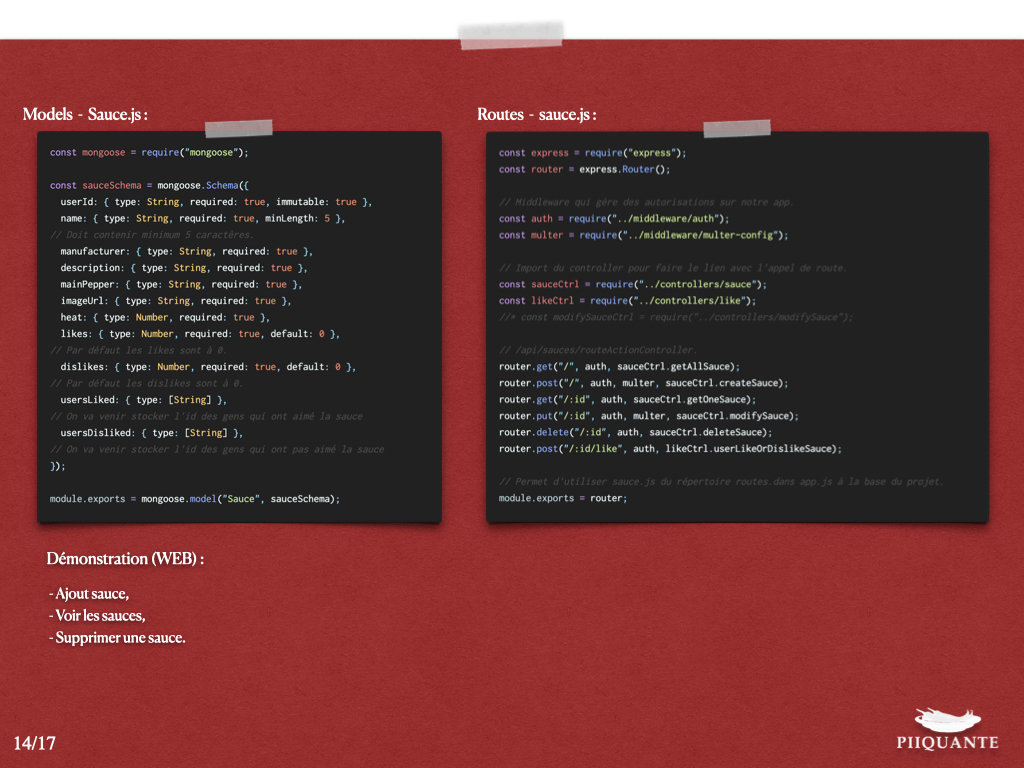 Models - Sauce.js :
const mongoose = require("mongoose");
const sauceSchema = mongoose.Schema({
userId: { type: String, required: true, immutable: true },
name: { type: String, required: true, minLength: 5 },
// Doit contenir minimum 5 caractères.
manufacturer: { type: String, required: true },
description: { type: String, required: true },
mainPepper: { type: String, required: true },
imageUrl: { type: String, required: true },
heat: { type: Number, required: true },
likes: { type: Number, required: true, default: 0 },
// Par défaut les likes sont à 0.
dislikes: { type: Number, required: true, default: 0 },
// Par défaut les dislikes sont à 0.
usersLiked: { type: [String] },
// On va venir stocker l'id des gens qui ont aimé la sauce
usersDisliked: { type: [String] },
// On va venir stocker l'id des gens qui ont pas aimé la sauce
});
module.exports = mongoose.model("Sauce", sauceSchema);
Routes - sauce.js :
const express = require("express");
const router = express.Router();
// Middleware qui gère des autorisations sur notre app.
const auth = require("../middleware/auth");
const multer = require("../middleware/multer-config");
// Import du controller pour faire le lien avec l'appel de route.
const sauceCtrl = require("../controllers/sauce");
const likeCtrl = require("../controllers/like");
//* const modifySauceCtrl = require("../controllers/modifySauce");
// /api/sauces/routeActionController.
router.get("/", auth, sauceCtrl.getAllSauce);
router.post("/", auth, multer, sauceCtrl.createSauce);
router.get("/:id", auth, sauceCtrl.getOneSauce);
router.put("/:id", auth, multer, sauceCtrl.modifySauce);
router.delete("/:id", auth, sauceCtrl.deleteSauce);
router.post("/:id/like", auth, likeCtrl.userLikeOrDislikeSauce);
// Permet d'utiliser sauce.js du répertoire routes.dans app.js à la base du projet.
module.exports = router;
Démonstration (WEB) :
- Ajout sauce,
- Voir les sauces,
- Supprimer une sauce.
14/17
PIIQUANTE